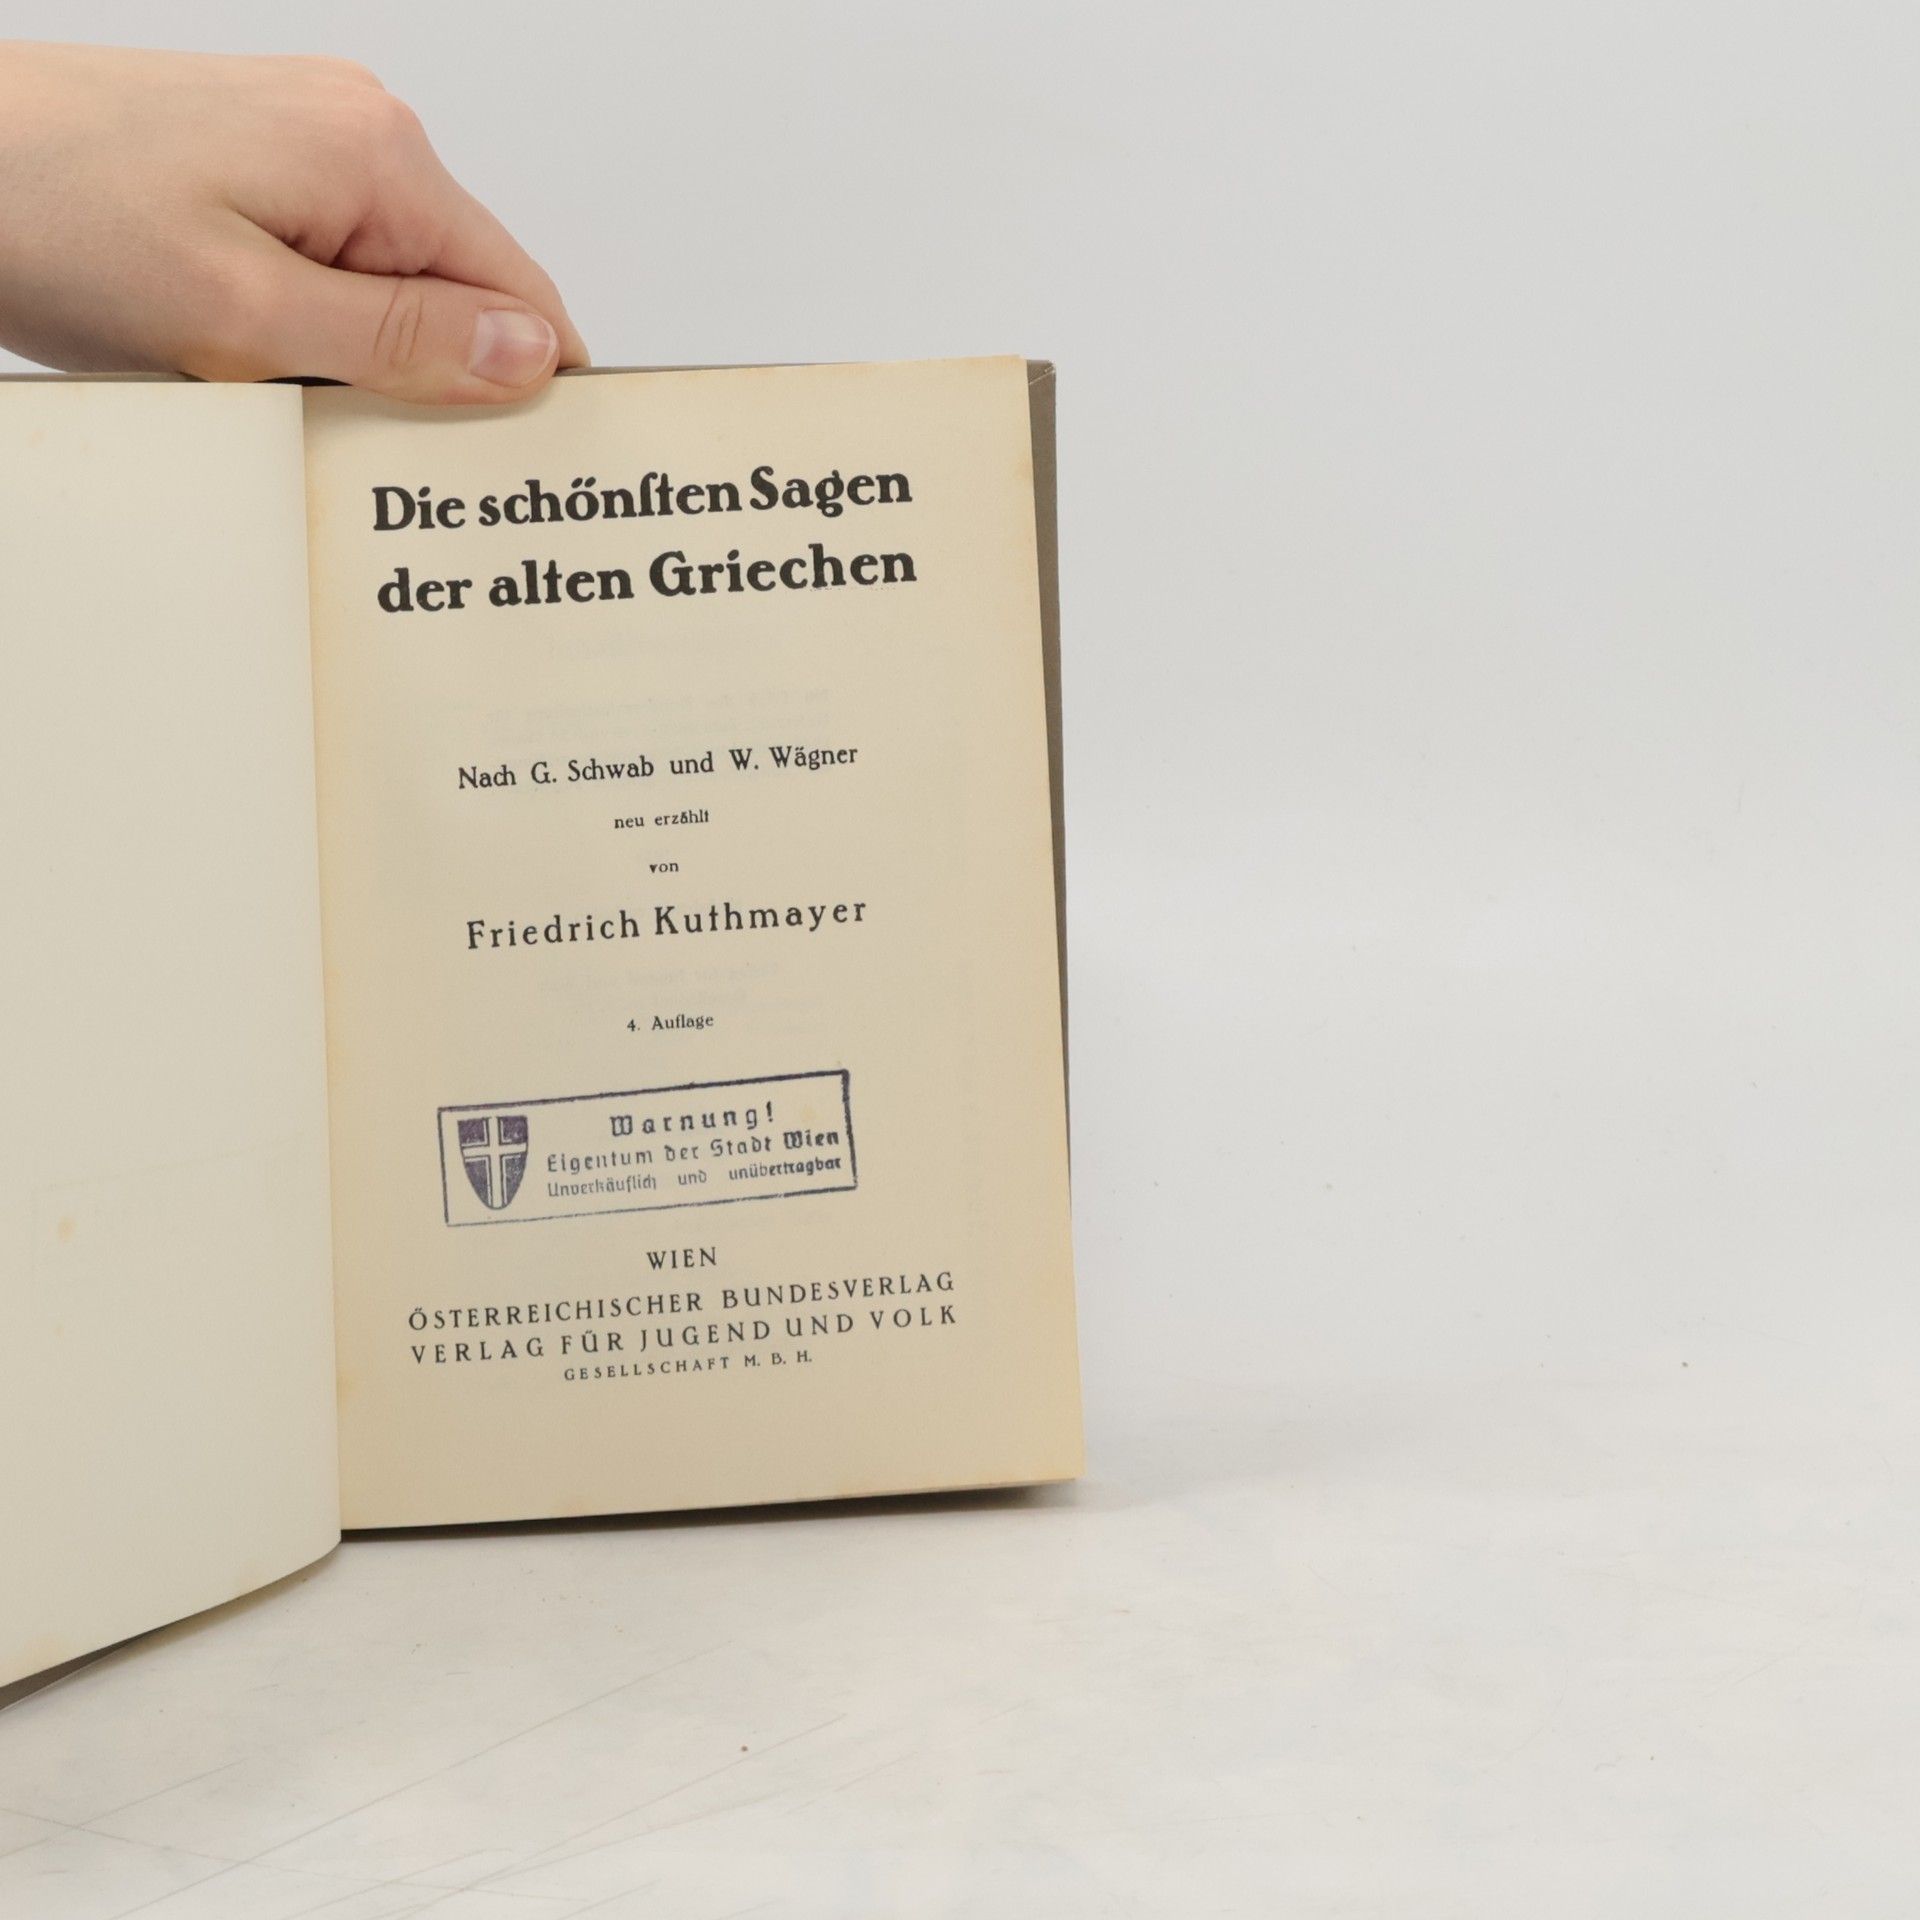 Die schönſten Sagen
der alten Griechen
Nach G. Schwab und W. Wägner
neu erzählt
von
Friedrich Kuthmayer
4. Auflage
Warnung!
Eigentum der Stadt Wien
Unverkäuflich und unübertragbar
WIEN
ÖSTERREICHISCHER BUNDESVERLAG
VERLAG FÜR JUGEND UND VOLK
GESELLSCHAFT M. B. H.